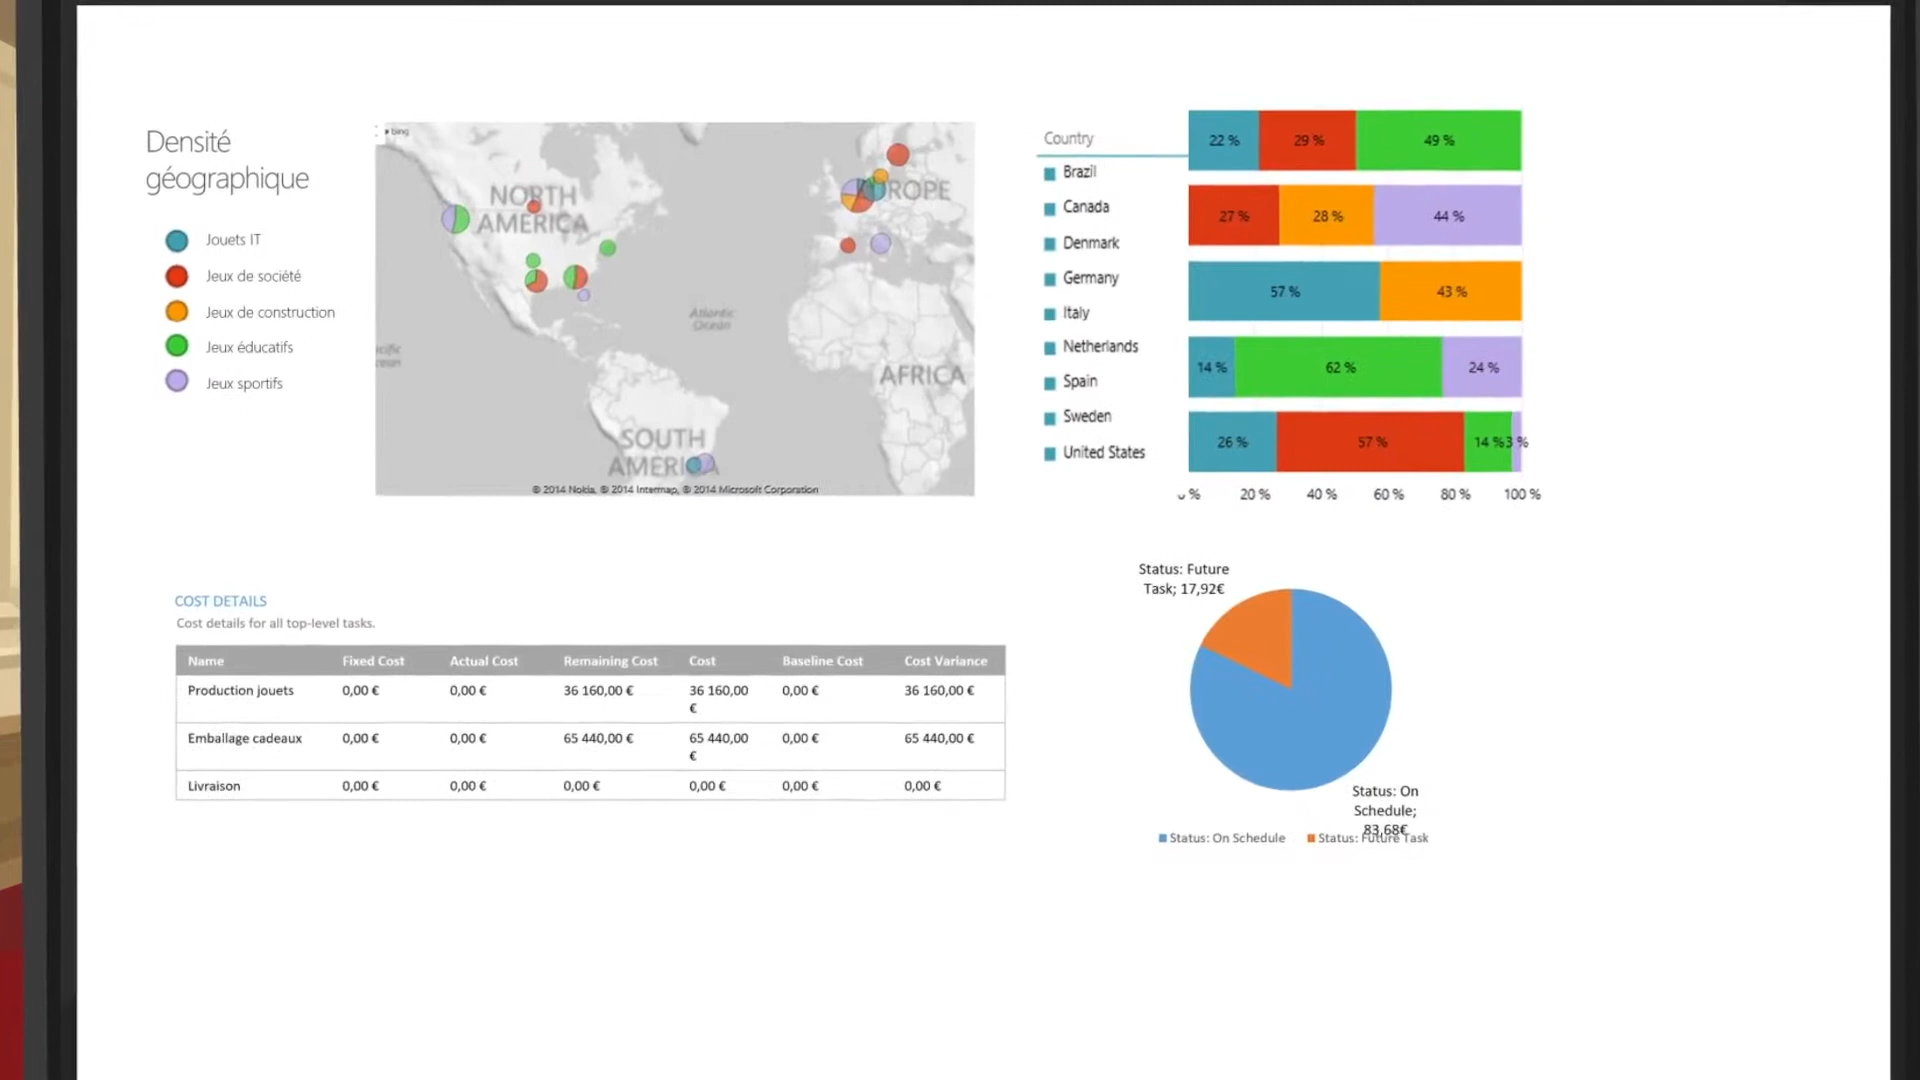 Densité
géographique
Jouets IT
Jeux de société
Jeux de construction
Jeux éducatifs
Jeux sportifs
bing
NORTH
AMERICA
EUROPE
Atlantic
Ocean
AFRICA
SOUTH
AMERICA
© 2014 Nokia, © 2014 Intermap, © 2014 Microsoft Corporation
Country
Brazil
Canada
Denmark
Germany
Italy
Netherlands
Spain
Sweden
United States
22 % 29 % 49 %
27 % 28 % 44 %
57 % 43 %
14 % 62 % 24 %
26 % 57 % 14 % 3 %
% 20 % 40 % 60 % 80 % 100 %
COST DETAILS
Cost details for all top-level tasks.
Name Fixed Cost Actual Cost Remaining Cost Cost Baseline Cost Cost Variance
Production jouets 0,00 € 0,00 € 36 160,00 € 36 160,00 € 0,00 € 36 160,00 €
Emballage cadeaux 0,00 € 0,00 € 65 440,00 € 65 440,00 € 0,00 € 65 440,00 €
Livraison 0,00 € 0,00 € 0,00 € 0,00 € 0,00 € 0,00 €
Status: Future
Task; 17,92€
Status: On
Schedule;
83,68€
Status: On Schedule Status: Future Task